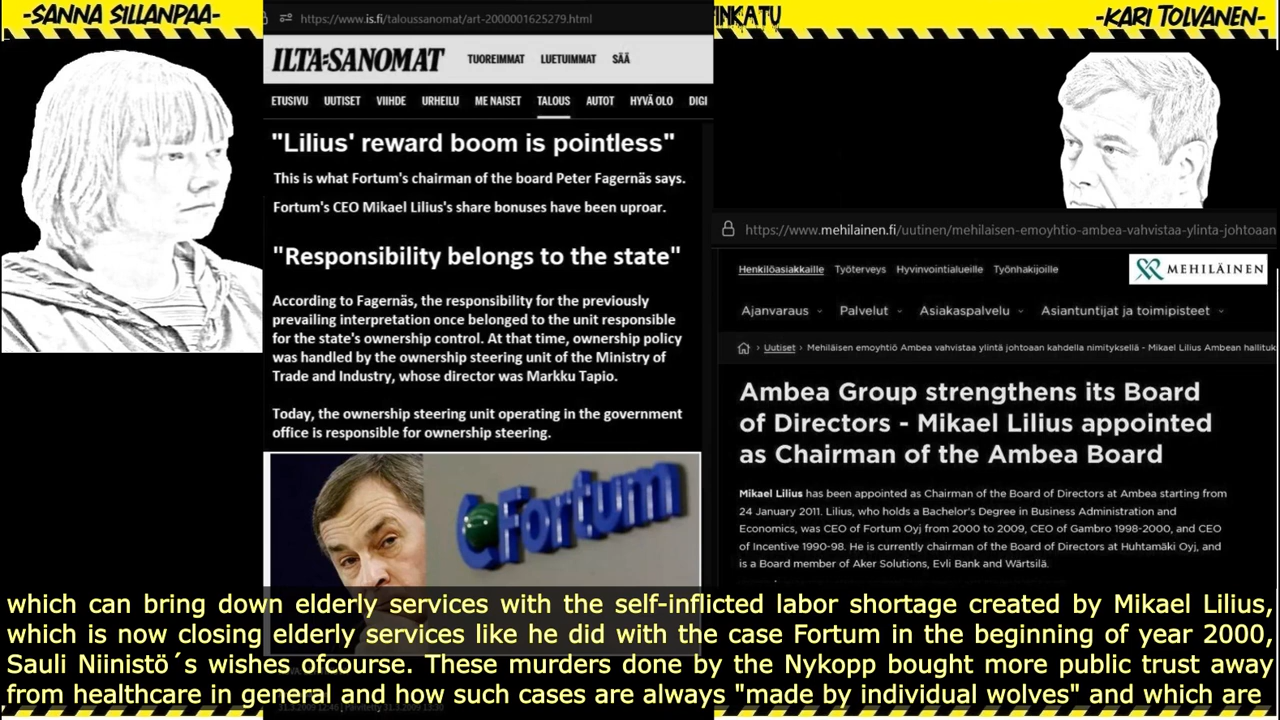 -SANNA SILLANPAA-
INKATU
-KARI TOLVANEN-
https://www.is.fi/taloussanomat/art-2000001625279.html
ILTA-SANOMAT
TUOREIMMAT LUETUIMMAT SÄÄ
ETUSIVU UUTISET VIIHDE URHEILU ME NAISET TALOUS AUTOT HYVÄ OLO DIGI
"Lilius' reward boom is pointless"
This is what Fortum's chairman of the board Peter Fagernäs says.
Fortum's CEO Mikael Lilius's share bonuses have been uproar.
"Responsibility belongs to the state"
According to Fagernäs, the responsibility for the previously
prevailing interpretation once belonged to the unit responsible
for the state's ownership control. At that time, ownership policy
was handled by the ownership steering unit of the Ministry of
Trade and Industry, whose director was Markku Tapio.
Today, the ownership steering unit operating in the government
office is responsible for ownership steering.
Fortum
https://www.mehilainen.fi/uutinen/mehilaisen-emoyhtio-ambea-vahvistaa-ylinta-johtoaan
Henkilöasiakkaille Työterveys Hyvinvointialueille Työnhakijoille
MEHILÄINEN
Ajanvaraus Palvelut Asiakaspalvelu Asiantuntijat ja toimipisteet
Uutiset Mehiläisen emoyhtiö Ambea vahvistaa ylintä johtoaan kahdella nimityksellä - Mikael Lilius Ambean hallituk
Ambea Group strengthens its Board
of Directors - Mikael Lilius appointed
as Chairman of the Ambea Board
Mikael Lilius has been appointed as Chairman of the Board of Directors at Ambea starting from
24 January 2011. Lilius, who holds a Bachelor's Degree in Business Administration and
Economics, was CEO of Fortum Oyj from 2000 to 2009, CEO of Gambro 1998-2000, and CEO
of Incentive 1990-98. He is currently chairman of the Board of Directors at Huhtamäki Oyj, and
is a Board member of Aker Solutions, Evli Bank and Wärtsilä.
which can bring down elderly services with the self-inflicted labor shortage created by Mikael Lilius,
which is now closing elderly services like he did with the case Fortum in the beginning of year 2000,
Sauli Niinistö´s wishes ofcourse. These murders done by the Nykopp bought more public trust away
from healthcare in general and how such cases are always "made by individual wolves" and which are